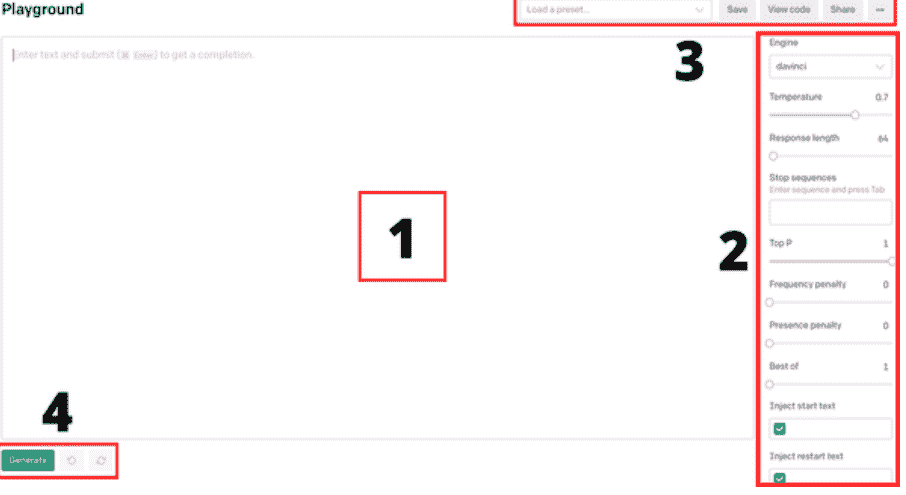 Playground
Load a preset...
Save
View code
Share
Enter text and submit (⌘ Enter) to get a completion.
3
Engine
davinci
Temperature 0.7
Response length 64
Stop sequences
Enter sequence and press Tab
1
2
Top P 1
Frequency penalty 0
Presence penalty 0
Best of 1
4
Inject start text
Generate
Inject restart text